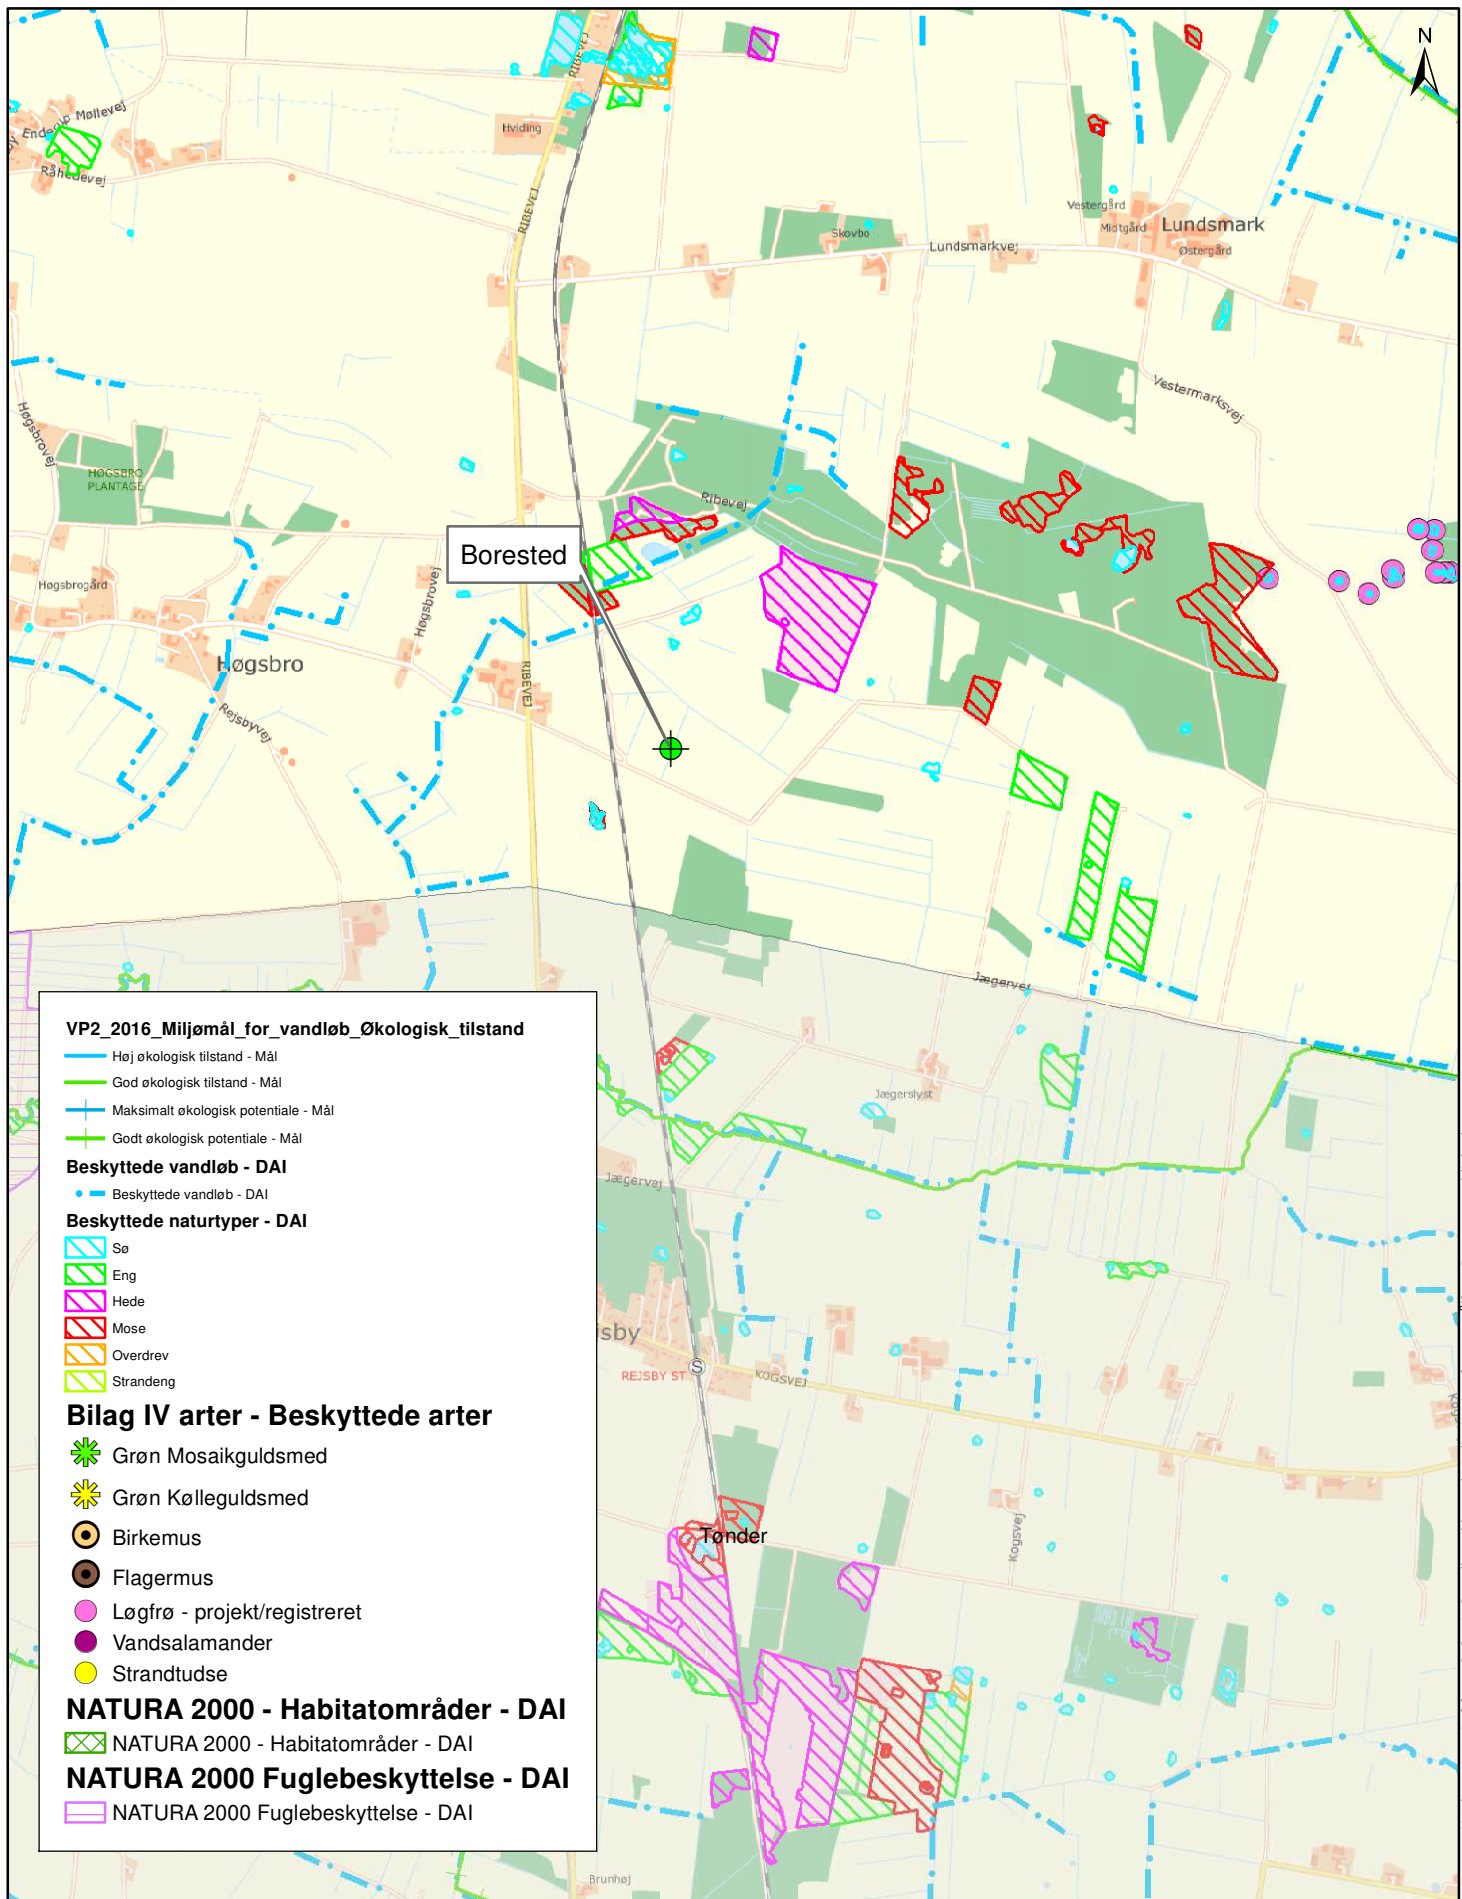 N
RIBEVEJ
Enderup Møllevej
Hviding
Råhedevej
RIBEVEJ
Vestergård
Midtgård
Lundsmark
Østergård
Skovbo
Lundsmarkvej
Vestermarksvej
Høgsbrovej
HØGSBRO
PLANTAGE
Ribevej
Borested
Høgsbrogård
Høgsbrovej
Høgsbro
RIBEVEJ
Rejsbyvej
Jægervej
VP2_2016_Miljømål_for_vandløb_Økologisk_tilstand
Høj økologisk tilstand - Mål
God økologisk tilstand - Mål
Maksimalt økologisk potentiale - Mål
Godt økologisk potentiale - Mål
Beskyttede vandløb - DAI
Beskyttede vandløb - DAI
Beskyttede naturtyper - DAI
Sø
Eng
Hede
Mose
Overdrev
Strandeng
Bilag IV arter - Beskyttede arter
Grøn Mosaikguldsmed
Grøn Kølleguldsmed
Birkemus
Flagermus
Løgfrø - projekt/registreret
Vandsalamander
Strandtudse
NATURA 2000 - Habitatområder - DAI
NATURA 2000 - Habitatområder - DAI
NATURA 2000 Fuglebeskyttelse - DAI
NATURA 2000 Fuglebeskyttelse - DAI
Jægerslyst
Jægervej
sby
S
REJSBY ST
KOGSVEJ
Tønder
Kogsvej
Brunhøj